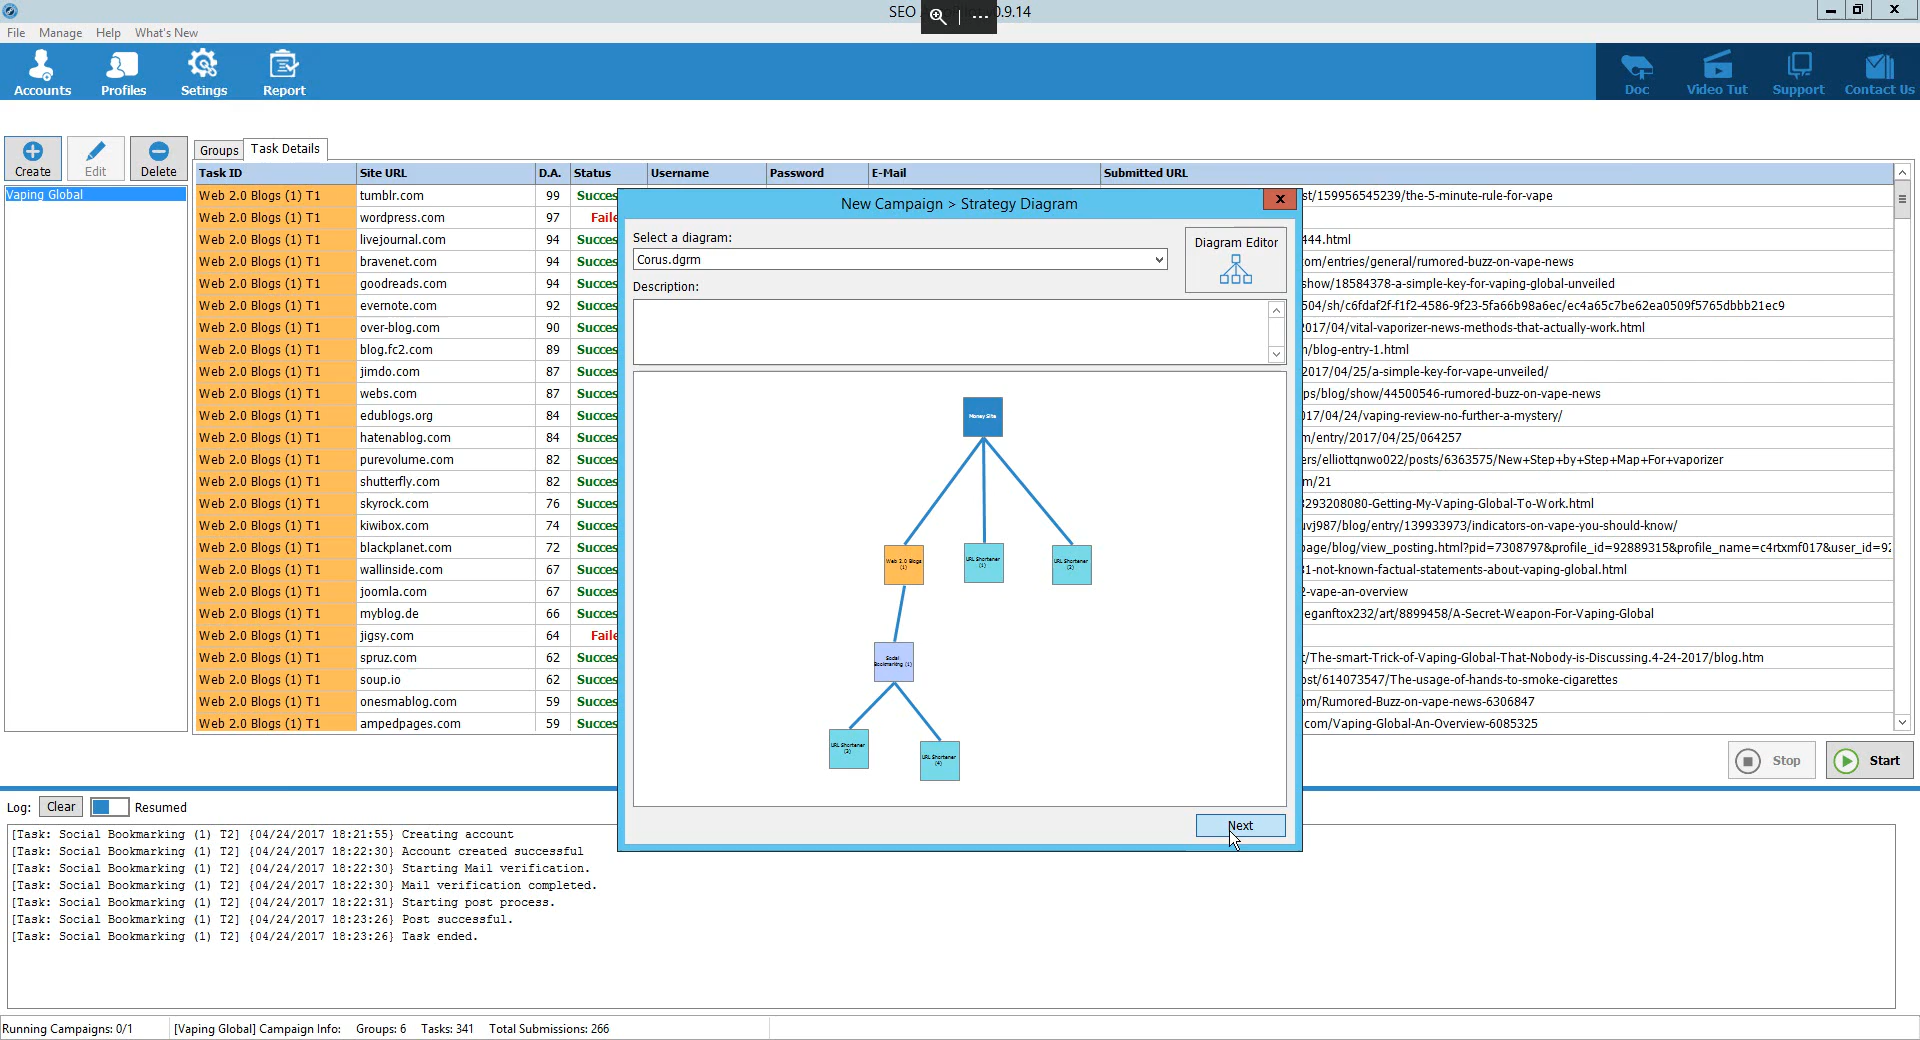 SEO 0.9.14
File Manage Help What's New
Accounts Profiles Setings Report Doc Video Tut Support Contact Us
Create Edit Delete Groups Task Details
Task ID Site URL D.A. Status Username Password E-Mail Submitted URL
Vaping Global
Web 2.0 Blogs (1) T1 tumblr.com 99 Succes st/159956545239/the-5-minute-rule-for-vape
Web 2.0 Blogs (1) T1 wordpress.com 97 Faile
Web 2.0 Blogs (1) T1 livejournal.com 94 Succes 444.html
Web 2.0 Blogs (1) T1 bravenet.com 94 Succes om/entries/general/rumored-buzz-on-vape-news
Web 2.0 Blogs (1) T1 goodreads.com 94 Succes show/18584378-a-simple-key-for-vaping-global-unveiled
Web 2.0 Blogs (1) T1 evernote.com 92 Succes 504/sh/c6fdaf2f-f1f2-4586-9f23-5fa66b98a6ec/ec4a65c7be62ea0509f5765dbbb21ec9
Web 2.0 Blogs (1) T1 over-blog.com 90 Succes 2017/04/vital-vaporizer-news-methods-that-actually-work.html
Web 2.0 Blogs (1) T1 blog.fc2.com 89 Succes m/blog-entry-1.html
Web 2.0 Blogs (1) T1 jimdo.com 87 Succes 2017/04/25/a-simple-key-for-vape-unveiled/
Web 2.0 Blogs (1) T1 webs.com 87 Succes ps/blog/show/44500546-rumored-buzz-on-vape-news
Web 2.0 Blogs (1) T1 edublogs.org 84 Succes 017/04/24/vaping-review-no-further-a-mystery/
Web 2.0 Blogs (1) T1 hatenablog.com 84 Succes m/entry/2017/04/25/064257
Web 2.0 Blogs (1) T1 purevolume.com 82 Succes ers/elliottqnwo022/posts/6363575/New+Step+by+Step+Map+For+vaporizer
Web 2.0 Blogs (1) T1 shutterfly.com 82 Succes m/21
Web 2.0 Blogs (1) T1 skyrock.com 76 Succes 3293208080-Getting-My-Vaping-Global-To-Work.html
Web 2.0 Blogs (1) T1 kiwibox.com 74 Succes uvj987/blog/entry/139933973/indicators-on-vape-you-should-know/
Web 2.0 Blogs (1) T1 blackplanet.com 72 Succes page/blog/view_posting.html?pid=7308797&profile_id=92889315&profile_name=c4rtxmf017&user_id=92
Web 2.0 Blogs (1) T1 wallinside.com 67 Succes 31-not-known-factual-statements-about-vaping-global.html
Web 2.0 Blogs (1) T1 joomla.com 67 Succes 2-vape-an-overview
Web 2.0 Blogs (1) T1 myblog.de 66 Succes eganftox232/art/8899458/A-Secret-Weapon-For-Vaping-Global
Web 2.0 Blogs (1) T1 jigsy.com 64 Faile
Web 2.0 Blogs (1) T1 spruz.com 62 Succes t/The-smart-Trick-of-Vaping-Global-That-Nobody-is-Discussing.4-24-2017/blog.htm
Web 2.0 Blogs (1) T1 soup.io 62 Succes ost/614073547/The-usage-of-hands-to-smoke-cigarettes
Web 2.0 Blogs (1) T1 onesmablog.com 59 Succes om/Rumored-Buzz-on-vape-news-6306847
Web 2.0 Blogs (1) T1 ampedpages.com 59 Succes com/Vaping-Global-An-Overview-6085325
New Campaign > Strategy Diagram
Select a diagram:
Corus.dgrm
Diagram Editor
Description:
Money Site
Web 2.0 Blogs (1)
URL Shortener (1)
URL Shortener (2)
Social Bookmarking (1)
URL Shortener (3)
URL Shortener (4)
Next
Stop Start
Log: Clear Resumed
[Task: Social Bookmarking (1) T2] {04/24/2017 18:21:55} Creating account
[Task: Social Bookmarking (1) T2] {04/24/2017 18:22:30} Account created successful
[Task: Social Bookmarking (1) T2] {04/24/2017 18:22:30} Starting Mail verification.
[Task: Social Bookmarking (1) T2] {04/24/2017 18:22:30} Mail verification completed.
[Task: Social Bookmarking (1) T2] {04/24/2017 18:22:31} Starting post process.
[Task: Social Bookmarking (1) T2] {04/24/2017 18:23:26} Post successful.
[Task: Social Bookmarking (1) T2] {04/24/2017 18:23:26} Task ended.
Running Campaigns: 0/1 [Vaping Global] Campaign Info: Groups: 6 Tasks: 341 Total Submissions: 266